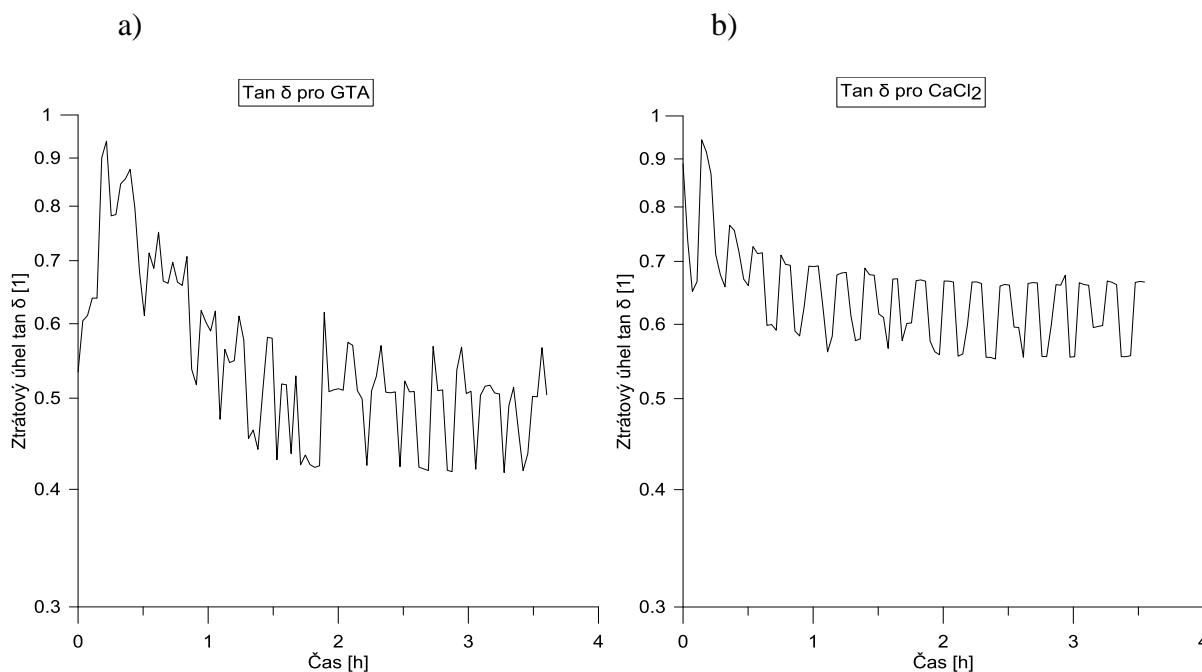 a)
Tan δ pro GTA
1
0.9
0.8
0.7
0.6
0.5
0.4
0.3
Ztrátový úhel tan δ [1]
0 1 2 3 4
Čas [h]
b)
Tan δ pro CaCl2
1
0.9
0.8
0.7
0.6
0.5
0.4
0.3
Ztrátový úhel tan δ [1]
0 1 2 3 4
Čas [h]